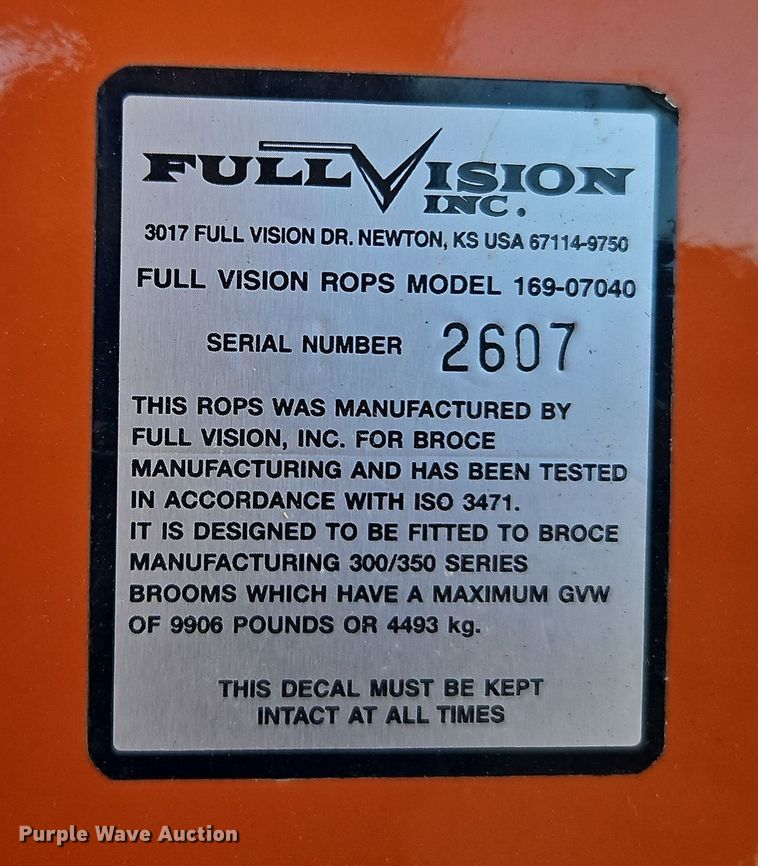 FULL VISION
INC.
3017 FULL VISION DR. NEWTON, KS USA 67114-9750
FULL VISION ROPS MODEL 169-07040
SERIAL NUMBER 2607
THIS ROPS WAS MANUFACTURED BY
FULL VISION, INC. FOR BROCE
MANUFACTURING AND HAS BEEN TESTED
IN ACCORDANCE WITH ISO 3471.
IT IS DESIGNED TO BE FITTED TO BROCE
MANUFACTURING 300/350 SERIES
BROOMS WHICH HAVE A MAXIMUM GVW
OF 9906 POUNDS OR 4493 kg.
THIS DECAL MUST BE KEPT
INTACT AT ALL TIMES
Purple Wave Auction